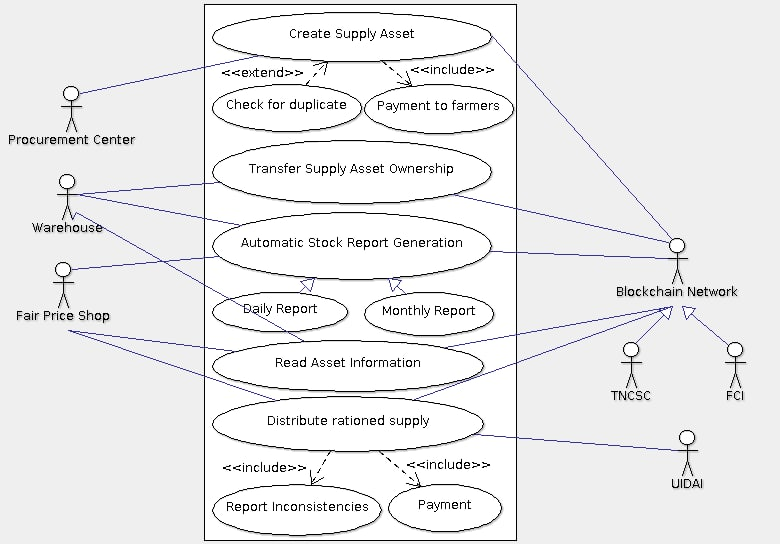 Create Supply Asset
<<extend>>
<<include>>
Check for duplicate
Payment to farmers
Procurement Center
Transfer Supply Asset Ownership
Warehouse
Automatic Stock Report Generation
Blockchain Network
Fair Price Shop
Daily Report
Monthly Report
Read Asset Information
TNCSC
FCI
Distribute rationed supply
<<include>>
<<include>>
UIDAI
Report Inconsistencies
Payment